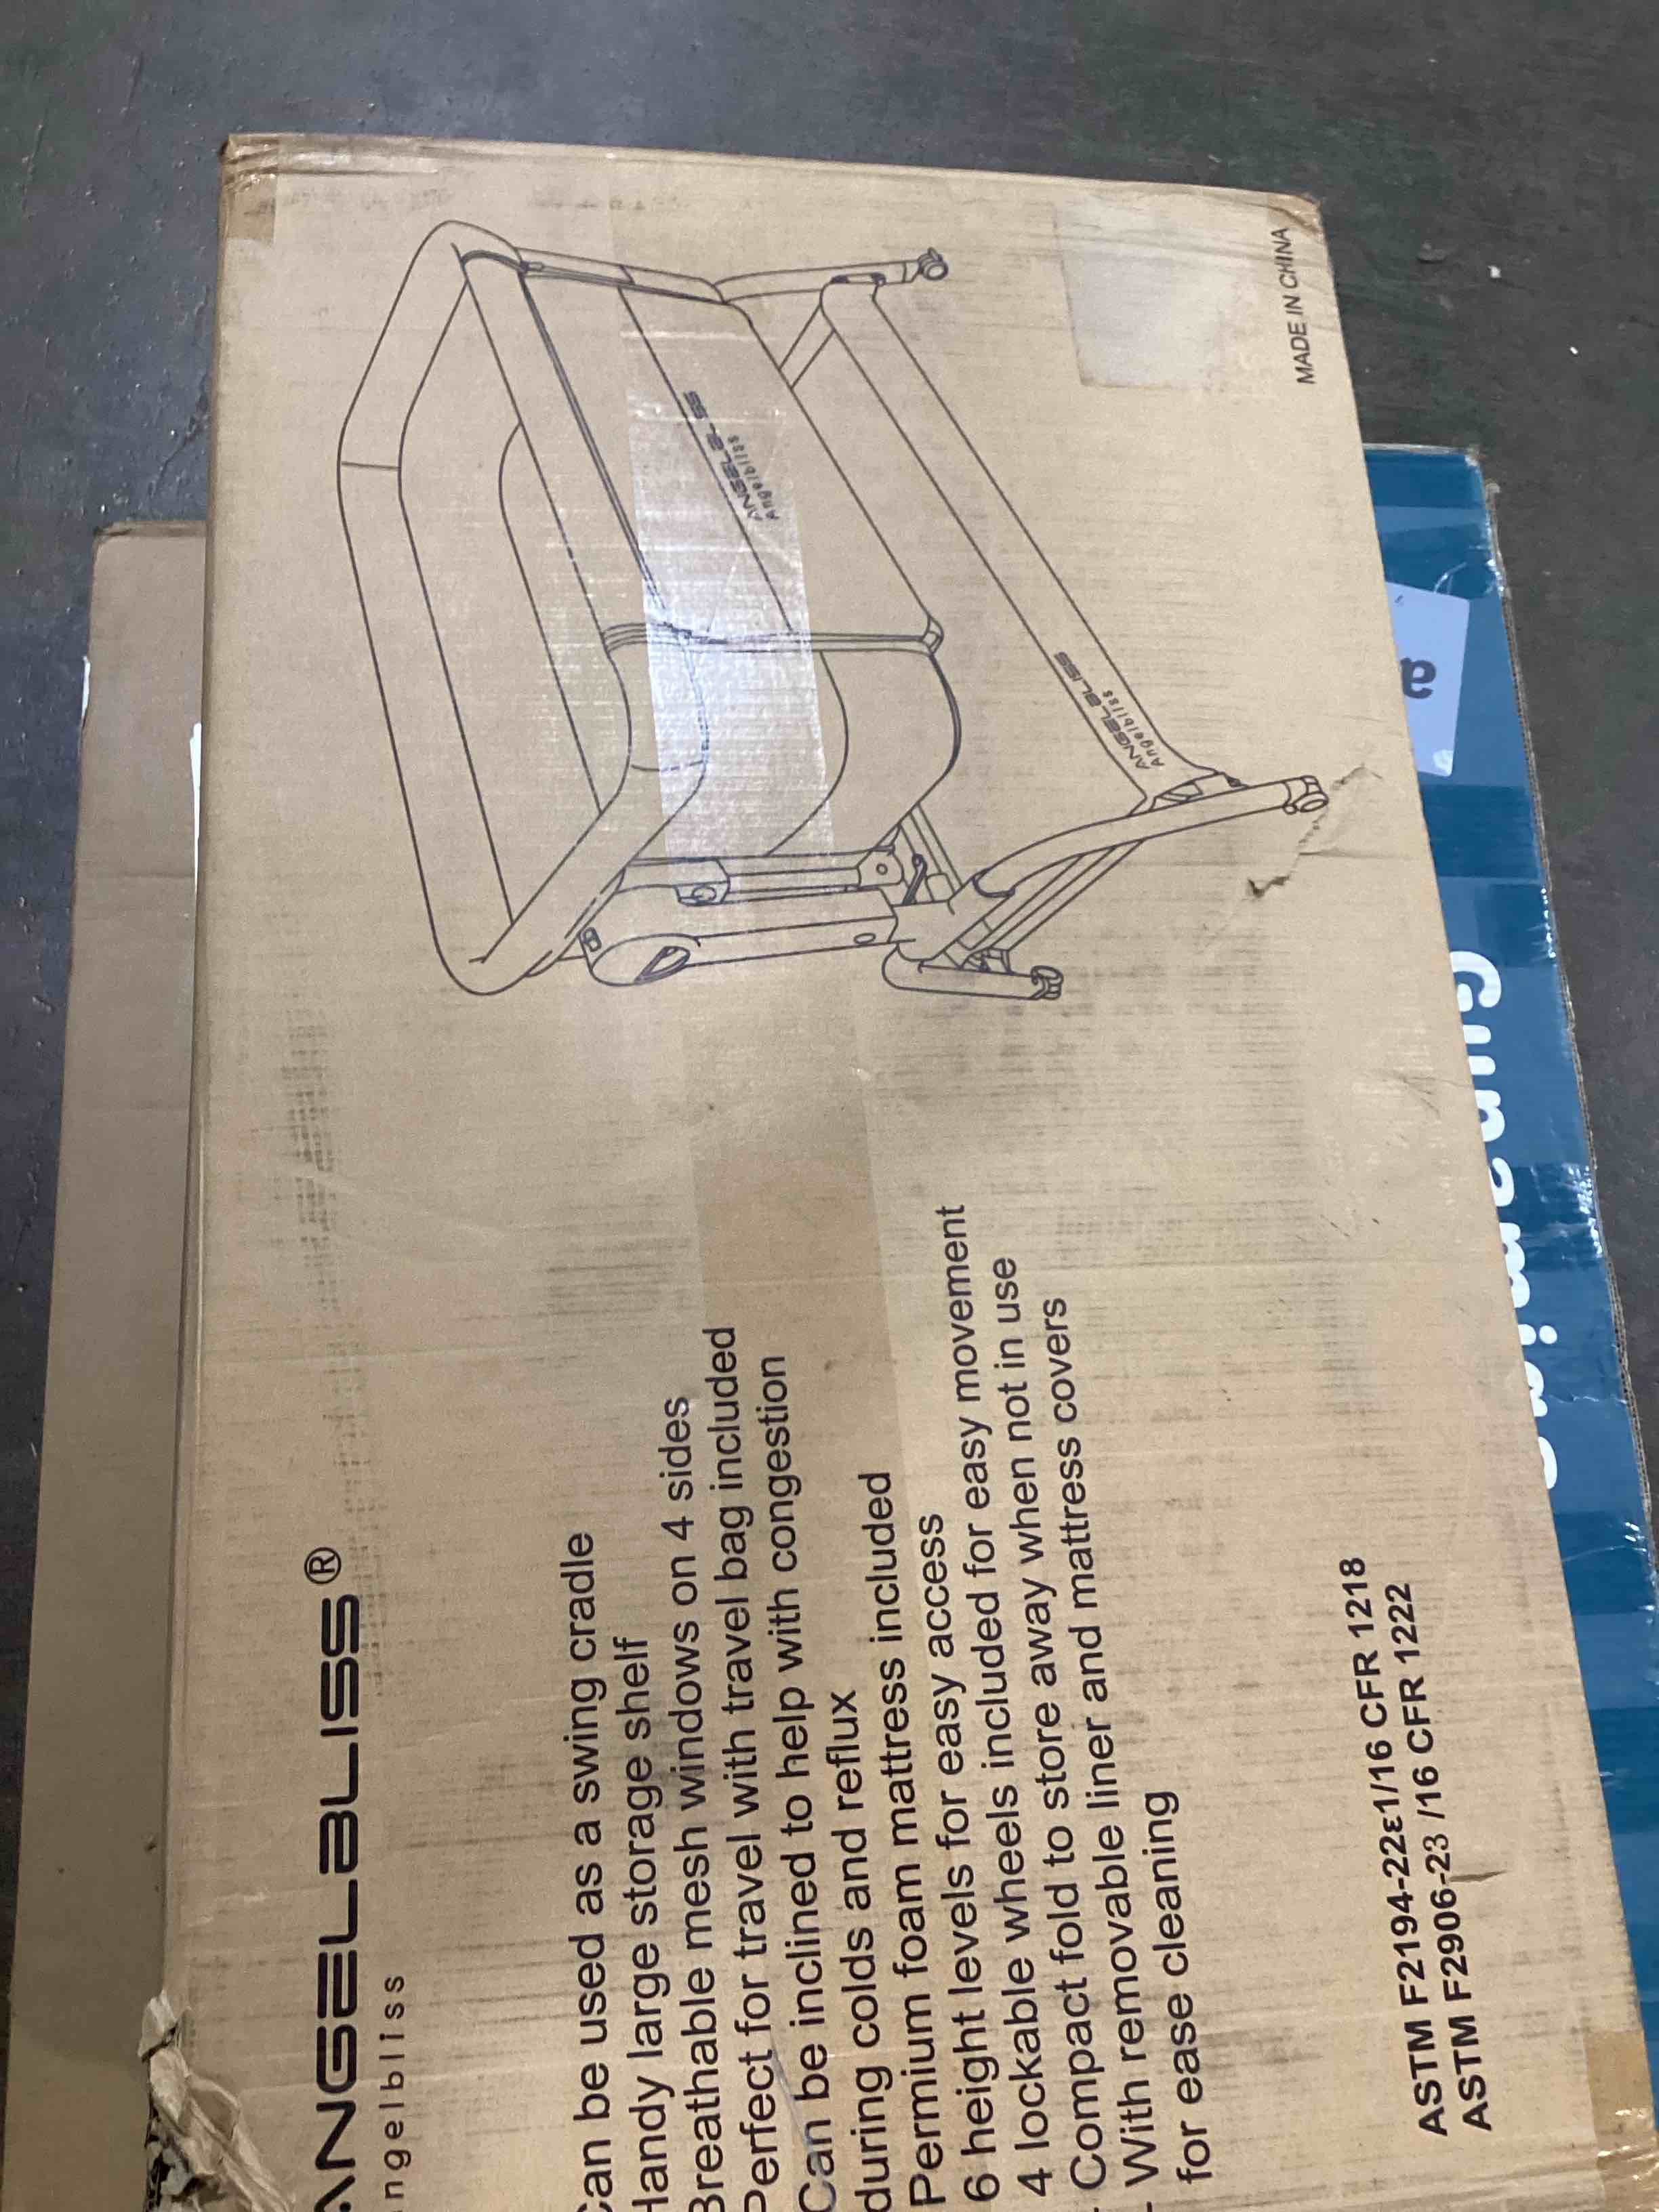 ANGELBLISS®
ngelbliss
Can be used as a swing cradle
Handy large storage shelf
Breathable mesh windows on 4 sides
Perfect for travel with travel bag included
Can be inclined to help with congestion
during colds and reflux
Permium foam mattress included
6 height levels for easy access
4 lockable wheels included for easy movement
- Compact fold to store away when not in use
- With removable liner and mattress covers
for ease cleaning
ASTM F2194-22ε1/16 CFR 1218
ASTM F2906-23 /16 CFR 1222
ANGELBLISS
Angelbliss
ANGELBLISS
Angelbliss
MADE IN CHINA